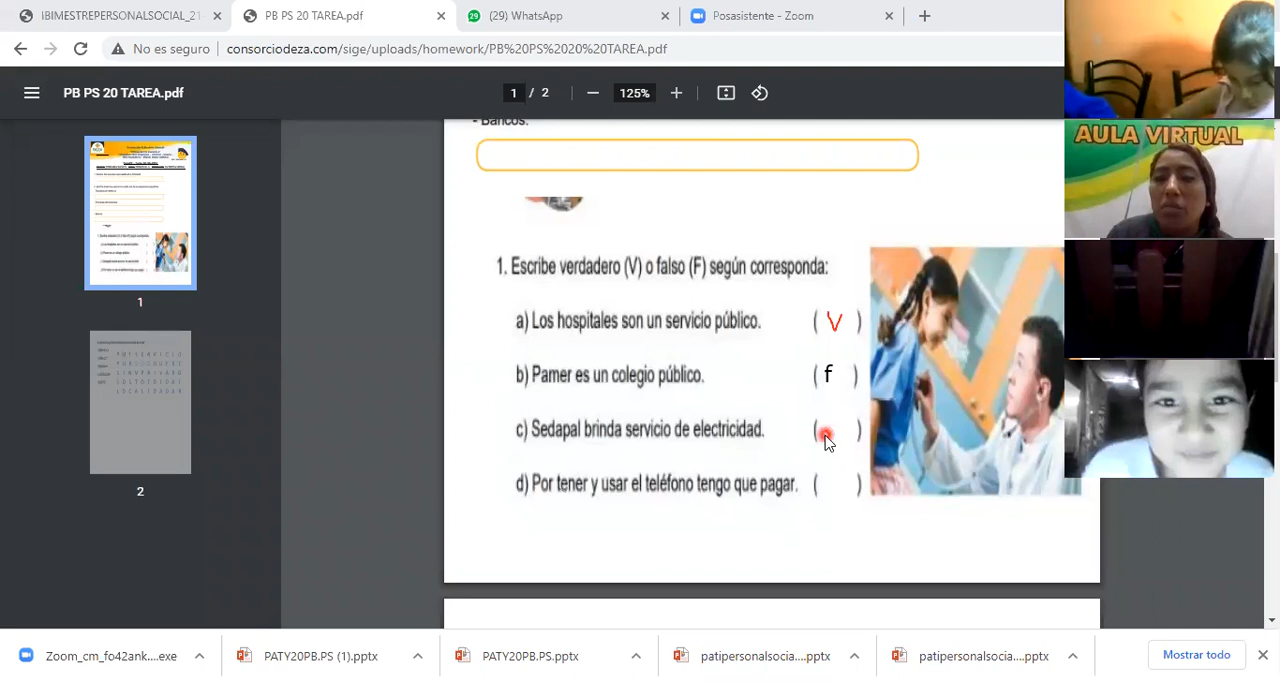 IBIMESTREPERSONALSOCIAL_21-
PB PS 20 TAREA.pdf
(29) WhatsApp
Posasistente - Zoom
No es seguro
consorciodeza.com/sige/uploads/homework/PB%20PS%2020%20TAREA.pdf
PB PS 20 TAREA.pdf
1 / 2
125%
AULA VIRTUAL
- Bancos:
1. Escribe verdadero (V) o falso (F) según corresponda:
a) Los hospitales son un servicio público. ( V )
b) Pamer es un colegio público. ( f )
c) Sedapal brinda servicio de electricidad. ( )
d) Por tener y usar el teléfono tengo que pagar. ( )
1
2
Zoom_cm_fo42ank....exe
PATY20PB.PS (1).pptx
PATY20PB.PS.pptx
patipersonalsocia....pptx
patipersonalsocia....pptx
Mostrar todo